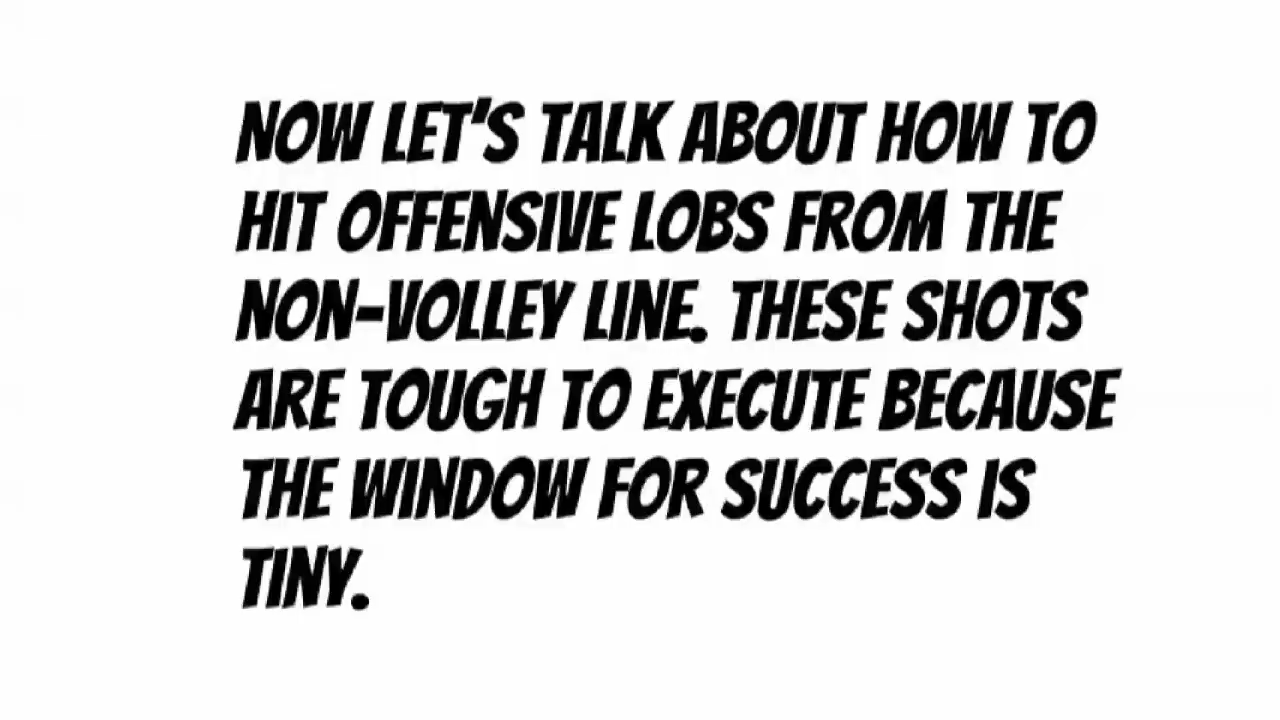 NOW LET'S TALK ABOUT HOW TO
HIT OFFENSIVE LOBS FROM THE
NON-VOLLEY LINE. THESE SHOTS
ARE TOUGH TO EXECUTE BECAUSE
THE WINDOW FOR SUCCESS IS
TINY.